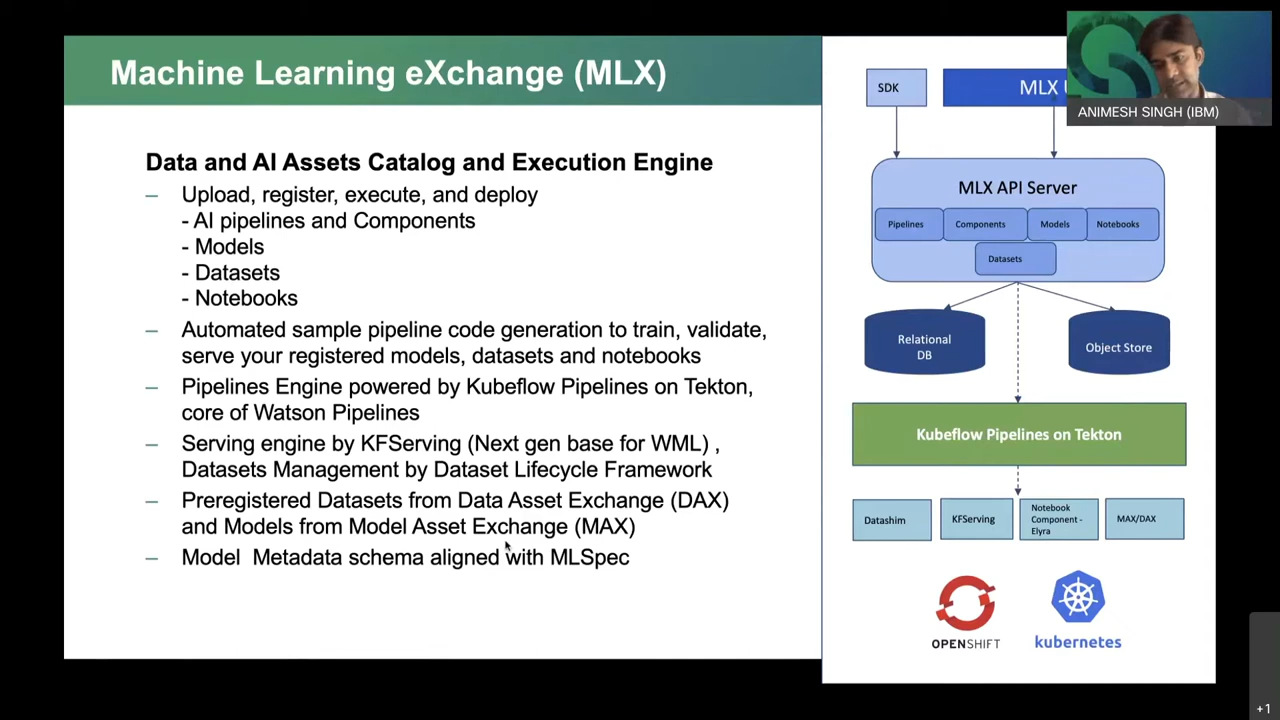 Machine Learning eXchange (MLX)
Data and AI Assets Catalog and Execution Engine
– Upload, register, execute, and deploy
- AI pipelines and Components
- Models
- Datasets
- Notebooks
– Automated sample pipeline code generation to train, validate,
serve your registered models, datasets and notebooks
– Pipelines Engine powered by Kubeflow Pipelines on Tekton,
core of Watson Pipelines
– Serving engine by KFServing (Next gen base for WML) ,
Datasets Management by Dataset Lifecycle Framework
– Preregistered Datasets from Data Asset Exchange (DAX)
and Models from Model Asset Exchange (MAX)
– Model Metadata schema aligned with MLSpec
SDK
MLX
ANIMESH SINGH (IBM)
MLX API Server
Pipelines
Components
Models
Notebooks
Datasets
Relational
DB
Object Store
Kubeflow Pipelines on Tekton
Datashim
KFServing
Notebook
Component -
Elyra
MAX/DAX
OPENSHIFT
kubernetes
+1